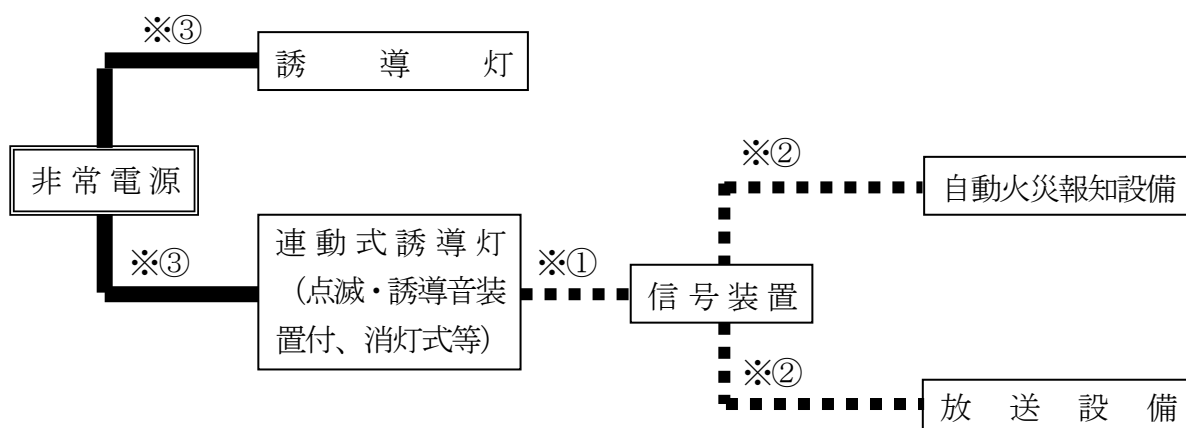 ※③
誘導灯
非常電源
※②
自動火災報知設備
※③
連動式誘導灯
（点滅・誘導音装
置付、消灯式等）
※①
信号装置
※②
放送設備